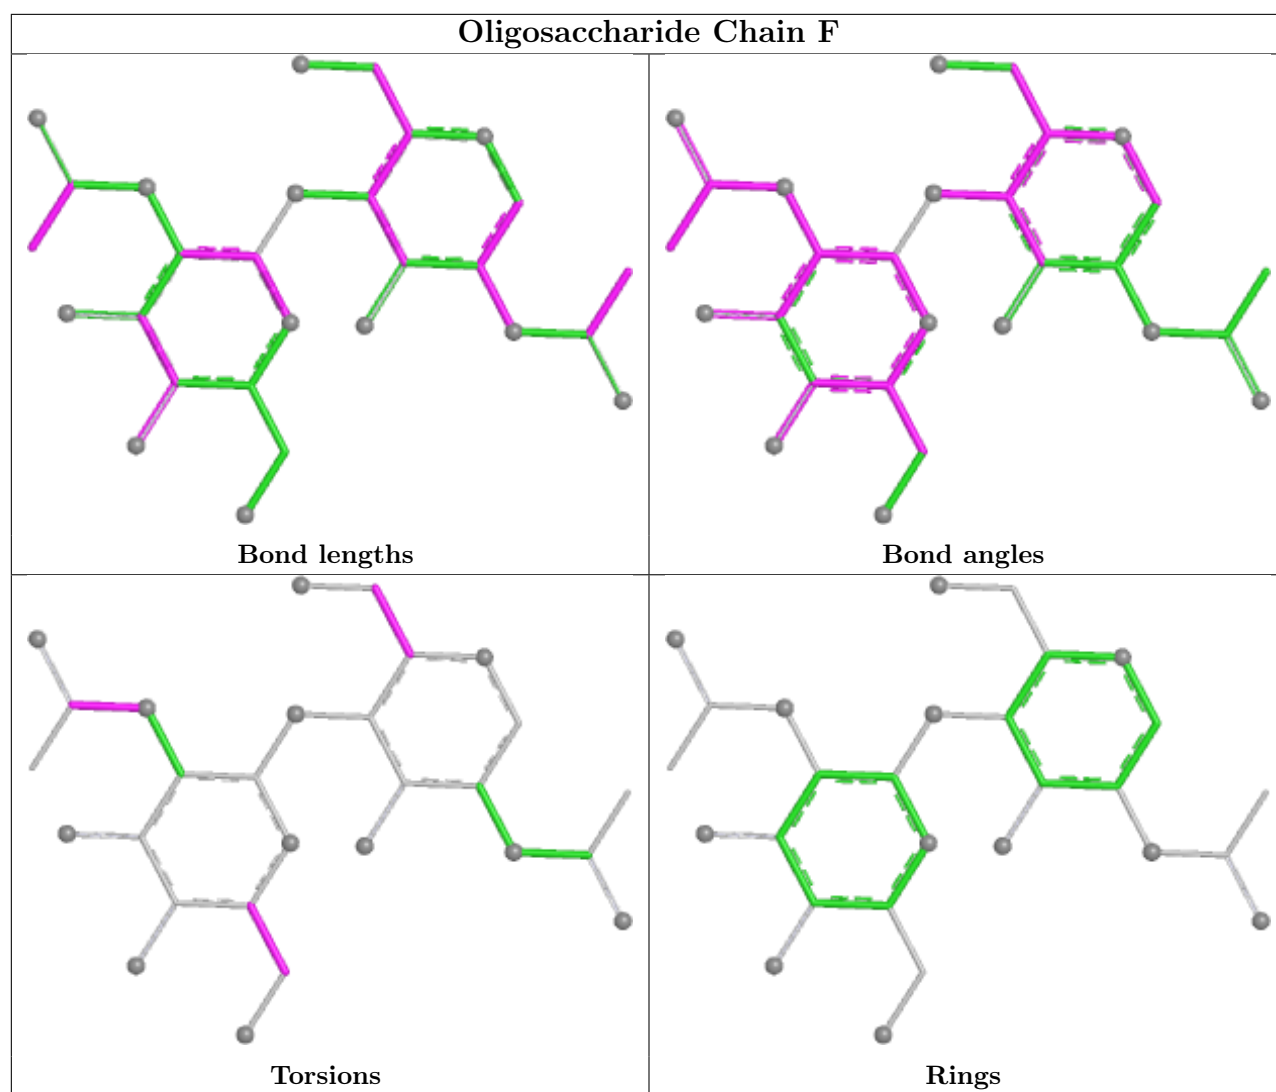 Oligosaccharide Chain F
Bond lengths
Bond angles
Torsions
Rings